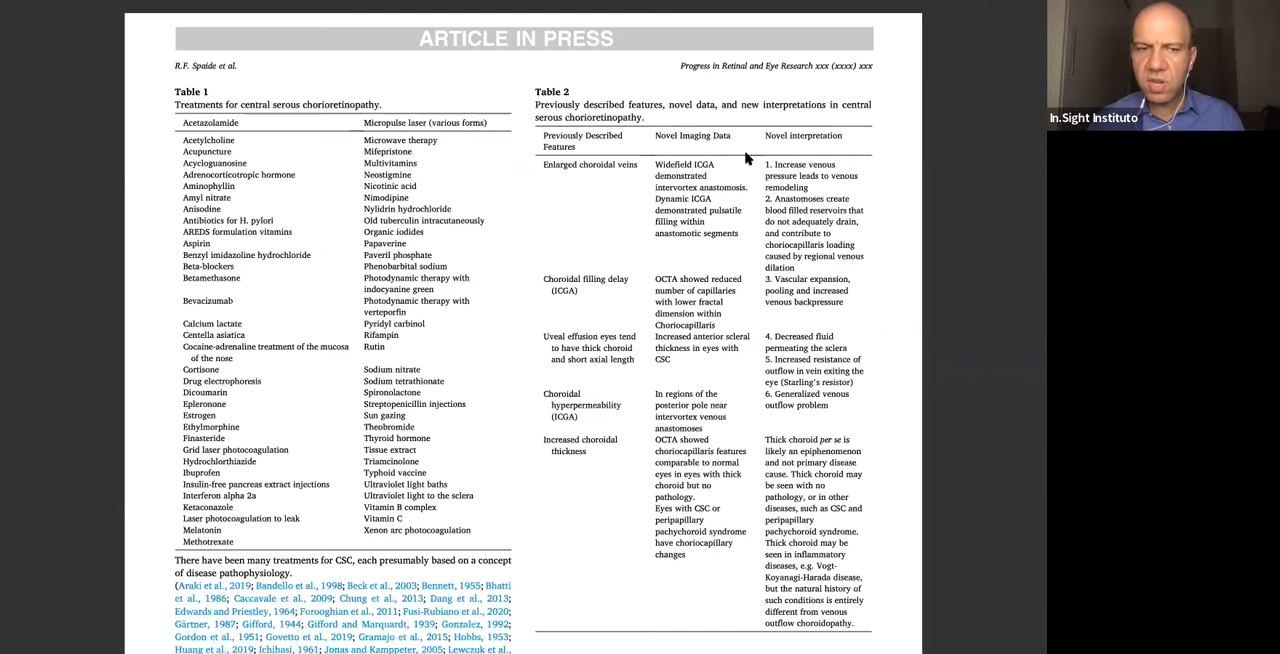 ARTICLE IN PRESS
R.F. Spaide et al.
Progress in Retinal and Eye Research xxx (xxxx) xxx
Table 1
Treatments for central serous chorioretinopathy.
Acetazolamide Micropulse laser (various forms)
Acetylcholine Microwave therapy
Acupuncture Mifepristone
Acycloguanosine Multivitamins
Adrenocorticotropic hormone Neostigmine
Aminophyllin Nicotinic acid
Amyl nitrate Nimodipine
Anisodine Nylidrin hydrochloride
Antibiotics for H. pylori Old tuberculin intracutaneously
AREDS formulation vitamins Organic iodides
Aspirin Papaverine
Benzyl imidazoline hydrochloride Paveril phosphate
Beta-blockers Phenobarbital sodium
Betamethasone Photodynamic therapy with
indocyanine green
Bevacizumab Photodynamic therapy with
verteporfin
Calcium lactate Pyridyl carbinol
Centella asiatica Rifampin
Cocaine-adrenaline treatment of the mucosa Rutin
of the nose
Cortisone Sodium nitrate
Drug electrophoresis Sodium tetrathionate
Dicoumarin Spironolactone
Eplerenone Streptopenicillin injections
Estrogen Sun gazing
Ethylmorphine Theobromide
Finasteride Thyroid hormone
Grid laser photocoagulation Tissue extract
Hydrochlorthiazide Triamcinolone
Ibuprofen Typhoid vaccine
Insulin-free pancreas extract injections Ultraviolet light baths
Interferon alpha 2a Ultraviolet light to the sclera
Ketaconazole Vitamin B complex
Laser photocoagulation to leak Vitamin C
Melatonin Xenon arc photocoagulation
Methotrexate
There have been many treatments for CSC, each presumably based on a concept
of disease pathophysiology.
(Araki et al., 2019; Bandello et al., 1998; Beck et al., 2003; Bennett, 1955; Bhatti
et al., 1986; Caccavale et al., 2009; Chung et al., 2013; Dang et al., 2013;
Edwards and Priestley, 1964; Forooghian et al., 2011; Fusi-Rubiano et al., 2020;
Gärtner, 1987; Gifford, 1944; Gifford and Marquardt, 1939; Gonzalez, 1992;
Gordon et al., 1951; Govetto et al., 2019; Gramajo et al., 2015; Hobbs, 1953;
Huang et al., 2019; Ichihasi, 1961; Jonas and Kamppeter, 2005; Lewczuk et al.,
Table 2
Previously described features, novel data, and new interpretations in central
serous chorioretinopathy.
Previously Described
Features
Novel Imaging Data
Novel interpretation
Enlarged choroidal veins
Widefield ICGA
demonstrated
intervortex anastomosis.
Dynamic ICGA
demonstrated pulsatile
filling within
anastomotic segments
1. Increase venous
pressure leads to venous
remodeling
2. Anastomoses create
blood filled reservoirs that
do not adequately drain,
and contribute to
choriocapillaris loading
caused by regional venous
dilation
Choroidal filling delay
(ICGA)
OCTA showed reduced
number of capillaries
with lower fractal
dimension within
Choriocapillaris
3. Vascular expansion,
pooling and increased
venous backpressure
Uveal effusion eyes tend
to have thick choroid
and short axial length
Increased anterior scleral
thickness in eyes with
CSC
4. Decreased fluid
permeating the sclera
5. Increased resistance of
outflow in vein exiting the
eye (Starling's resistor)
Choroidal
hyperpermeability
(ICGA)
In regions of the
posterior pole near
intervortex venous
anastomoses
6. Generalized venous
outflow problem
Increased choroidal
thickness
OCTA showed
choriocapillaris features
comparable to normal
eyes in eyes with thick
choroid but no
pathology.
Eyes with CSC or
peripapillary
pachychoroid syndrome
have choriocapillary
changes
Thick choroid per se is
likely an epiphenomenon
and not primary disease
cause. Thick choroid may
be seen with no
pathology, or in other
diseases, such as CSC and
peripapillary
pachychoroid syndrome.
Thick choroid may be
seen in inflammatory
diseases, e.g. Vogt-
Koyanagi-Harada disease,
but the natural history of
such conditions is entirely
different from venous
outflow choroidopathy.
In.Sight Instituto